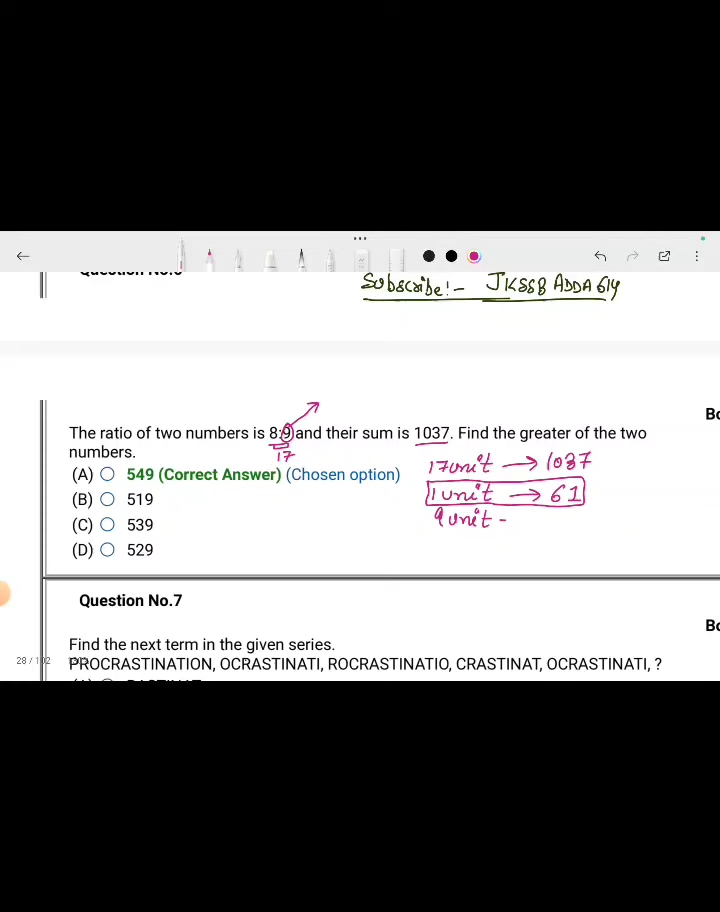 Subscribe!- JKSSB ADDA 614
Bo
The ratio of two numbers is 8:9 and their sum is 1037. Find the greater of the two
numbers.
17
(A) 549 (Correct Answer) (Chosen option)
(B) 519
(C) 539
(D) 529
17 unit → 1037
1 unit → 61
9 unit -
Question No.7
Bo
Find the next term in the given series.
28 / 102
PROCRASTINATION, OCRASTINATI, ROCRASTINATIO, CRASTINAT, OCRASTINATI, ?